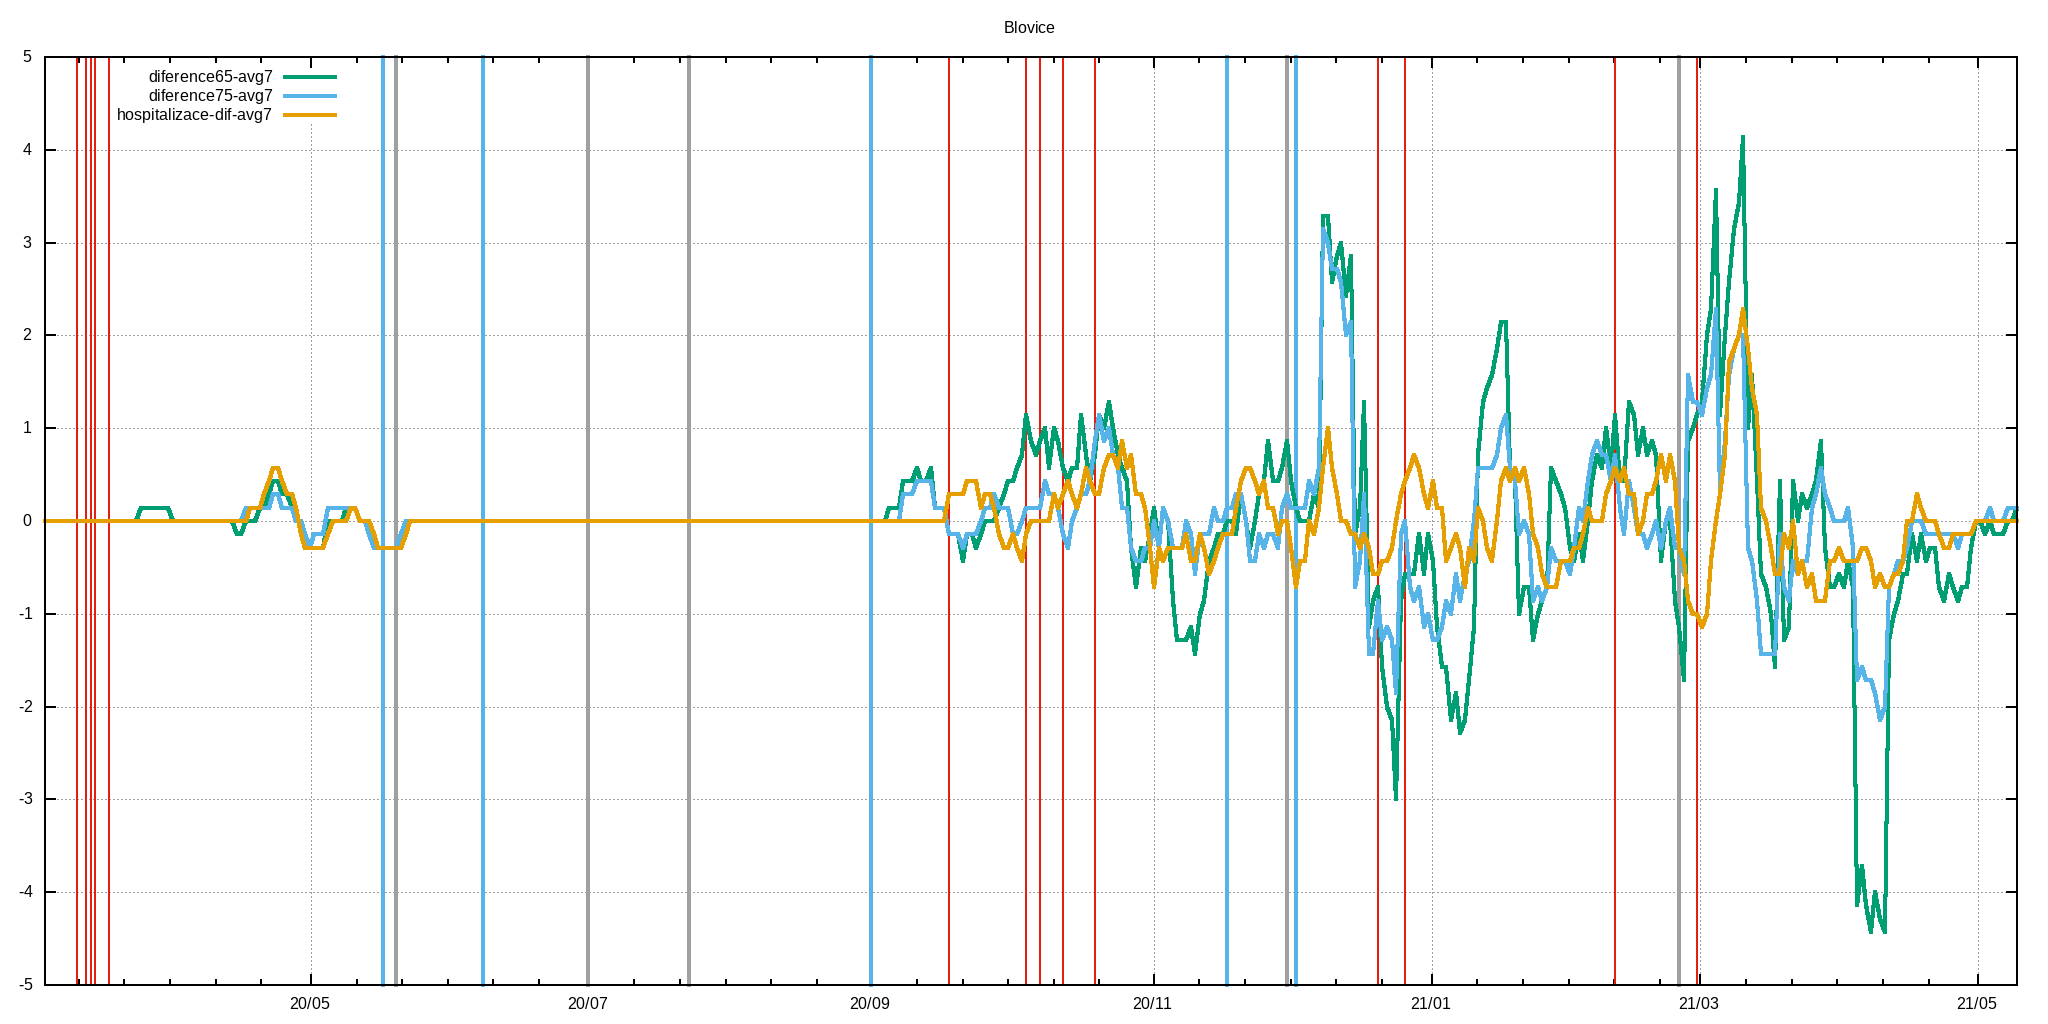 Blovice
5
diference65-avg7
diference75-avg7
hospitalizace-dif-avg7
4
3
2
1
0
-1
-2
-3
-4
-5
20/05 20/07 20/09 20/11 21/01 21/03 21/05